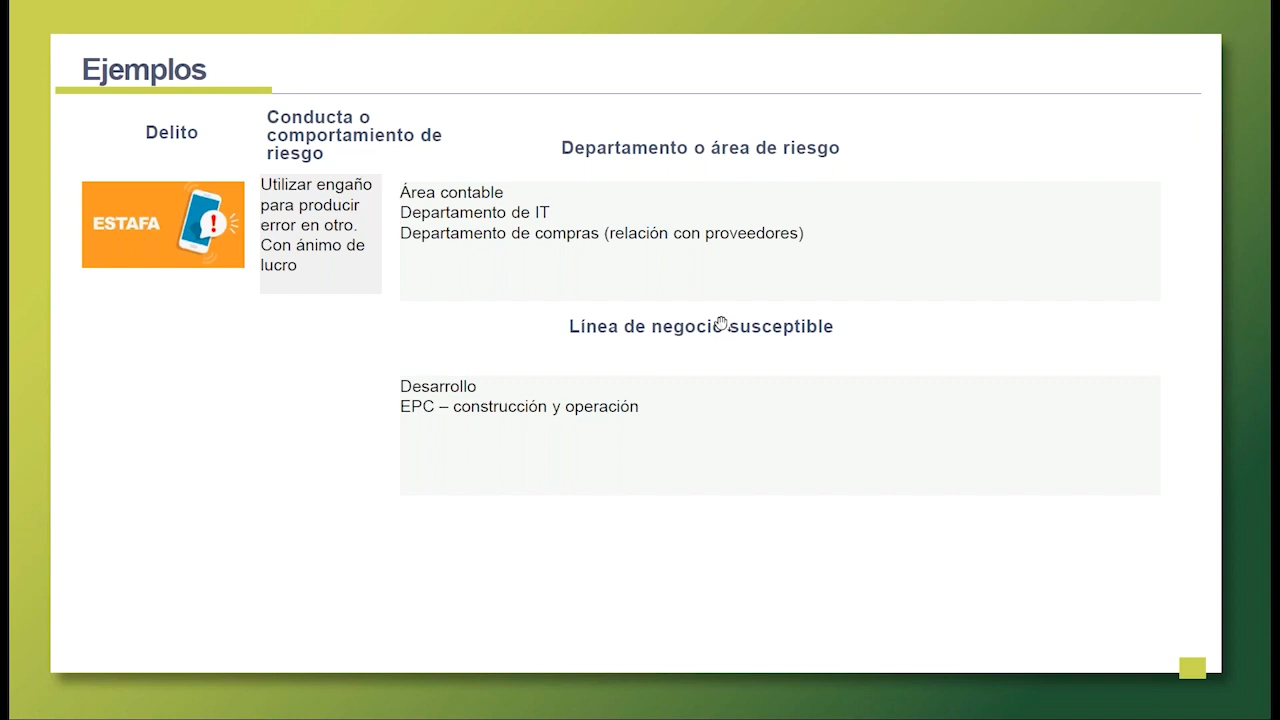 Ejemplos
Delito
Conducta o
comportamiento de
riesgo
Departamento o área de riesgo
ESTAFA
!
Utilizar engaño
para producir
error en otro.
Con ánimo de
lucro
Área contable
Departamento de IT
Departamento de compras (relación con proveedores)
Línea de negocio susceptible
Desarrollo
EPC – construcción y operación